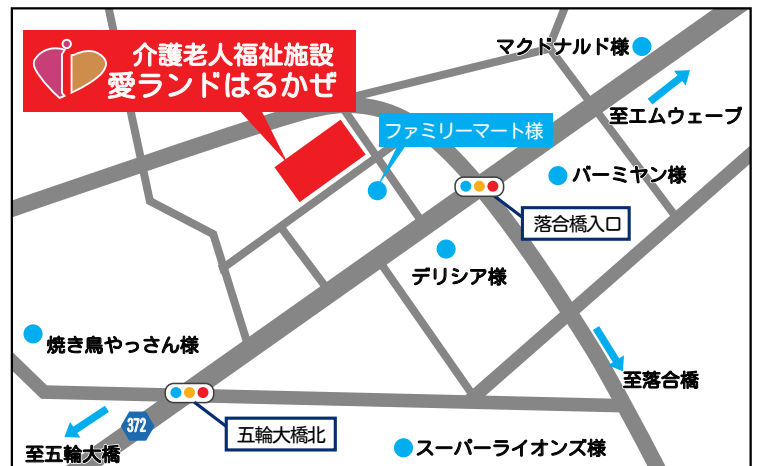 介護老人福祉施設
愛ランドはるかぜ
マクドナルド様
至エムウェーブ
ファミリーマート様
バーミヤン様
落合橋入口
デリシア様
焼き鳥やっさん様
至落合橋
372
五輪大橋北
至五輪大橋
スーパーライオンズ様